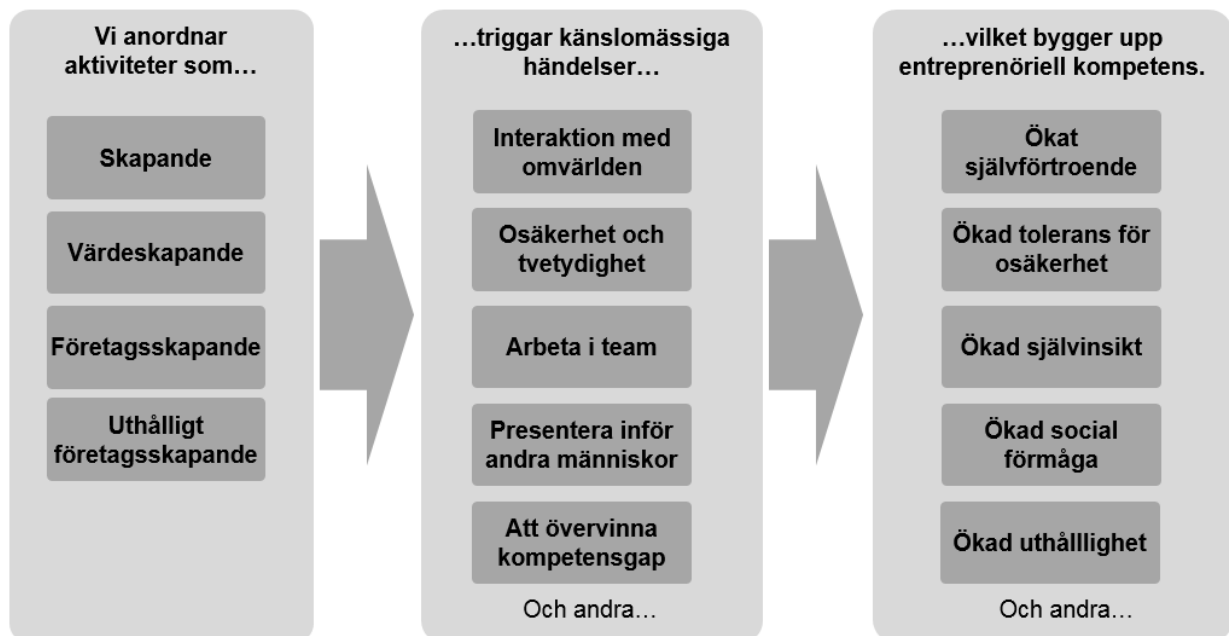 Vi anordnar
aktiviteter som…
Skapande
Värdeskapande
Företagsskapande
Uthålligt
företagsskapande
…triggar känslomässiga
händelser…
Interaktion med
omvärlden
Osäkerhet och
tvetydighet
Arbeta i team
Presentera inför
andra människor
Att övervinna
kompetensgap
Och andra…
…vilket bygger upp
entreprenöriell kompetens.
Ökat
självförtroende
Ökad tolerans för
osäkerhet
Ökad självinsikt
Ökad social
förmåga
Ökad uthålllighet
Och andra…